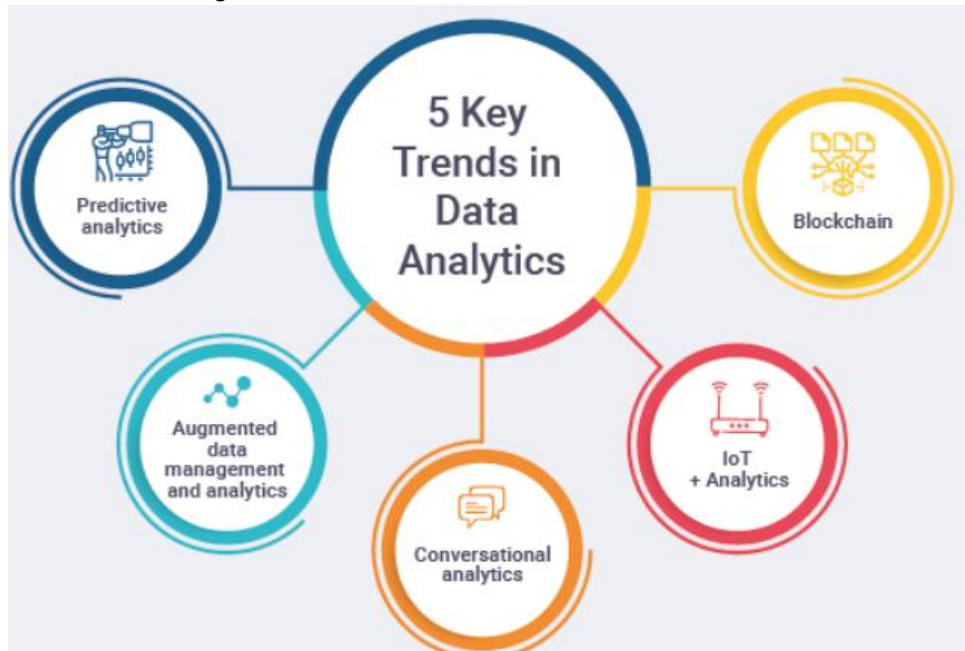 5 Key
Trends in
Data
Analytics
Predictive
analytics
Blockchain
Augmented
data
management
and analytics
IoT
+ Analytics
Conversational
analytics